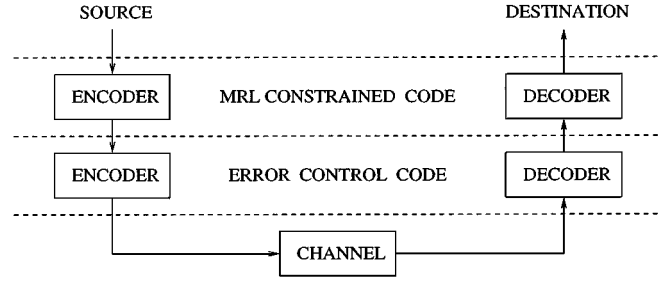 SOURCE
DESTINATION
ENCODER
MRL CONSTRAINED CODE
DECODER
ENCODER
ERROR CONTROL CODE
DECODER
CHANNEL